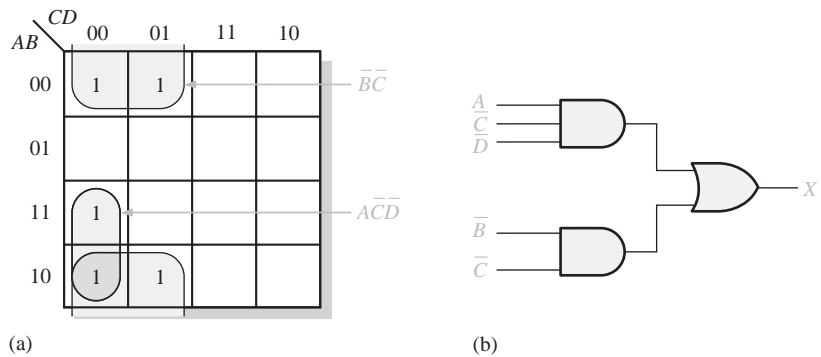 CD
AB 00 01 11 10
00 1 1 B̅C̅
01
11 1 AC̅D̅
10 1 1
(a)
A
C̅
D̅
B̅
C̅
X
(b)